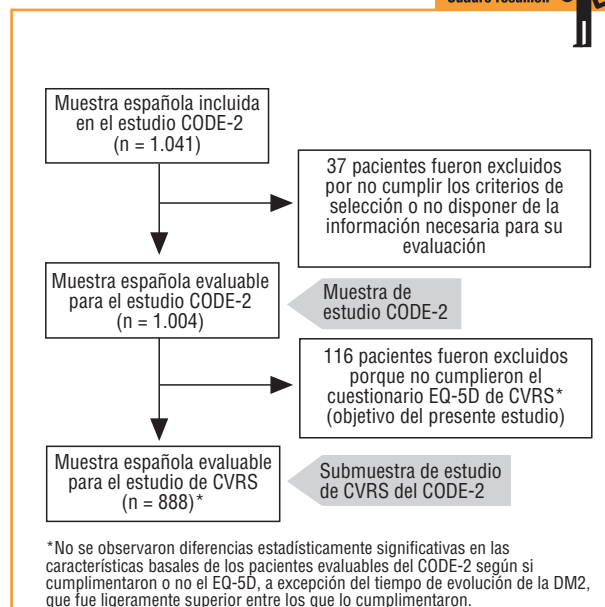 Cuadro resumen
Muestra española incluida
en el estudio CODE-2
(n = 1.041)
37 pacientes fueron excluidos
por no cumplir los criterios de
selección o no disponer de la
información necesaria para su
evaluación
Muestra española evaluable
para el estudio CODE-2
(n = 1.004)
Muestra de
estudio CODE-2
116 pacientes fueron excluidos
porque no cumplieron el
cuestionario EQ-5D de CVRS*
(objetivo del presente estudio)
Muestra española evaluable
para el estudio de CVRS
(n = 888)*
Submuestra de estudio
de CVRS del CODE-2
*No se observaron diferencias estadísticamente significativas en las
características basales de los pacientes evaluables del CODE-2 según si
cumplimentaron o no el EQ-5D, a excepción del tiempo de evolución de la DM2,
que fue ligeramente superior entre los que lo cumplimentaron.